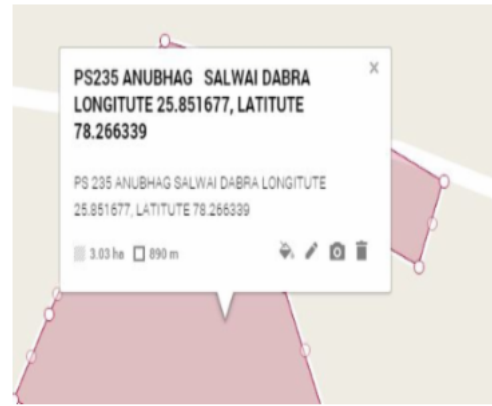 PS235 ANUBHAG SALWAI DABRA
LONGITUTE 25.851677, LATITUTE
78.266339
PS 235 ANUBHAG SALWAI DABRA LONGITUTE
25.851677, LATITUTE 78.266339
3.03 ha 890 m